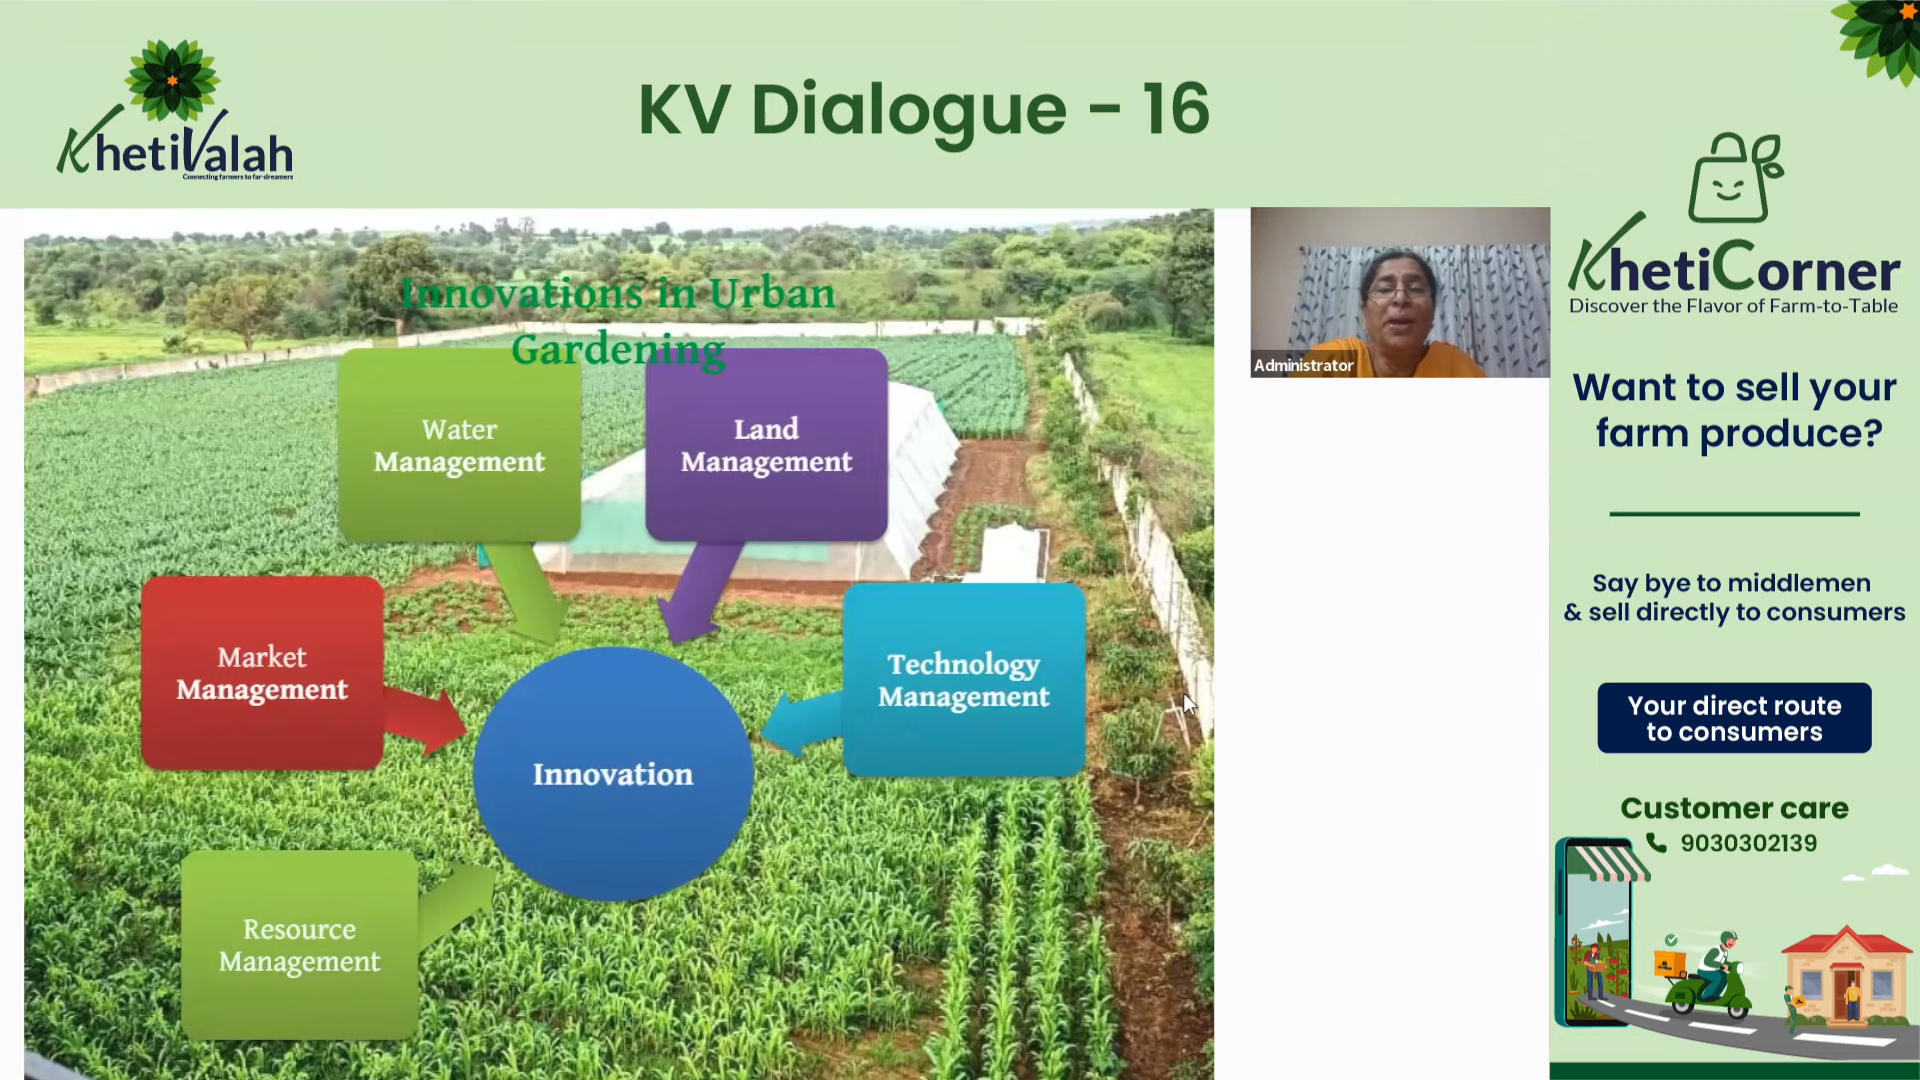 KhetiValah
Connecting farmers to far-dreamers
KV Dialogue - 16
Innovations in Urban
Gardening
Water
Management
Land
Management
Market
Management
Technology
Management
Innovation
Resource
Management
Administrator
KhetiCorner
Discover the Flavor of Farm-to-Table
Want to sell your
farm produce?
Say bye to middlemen
& sell directly to consumers
Your direct route
to consumers
Customer care
9030302139